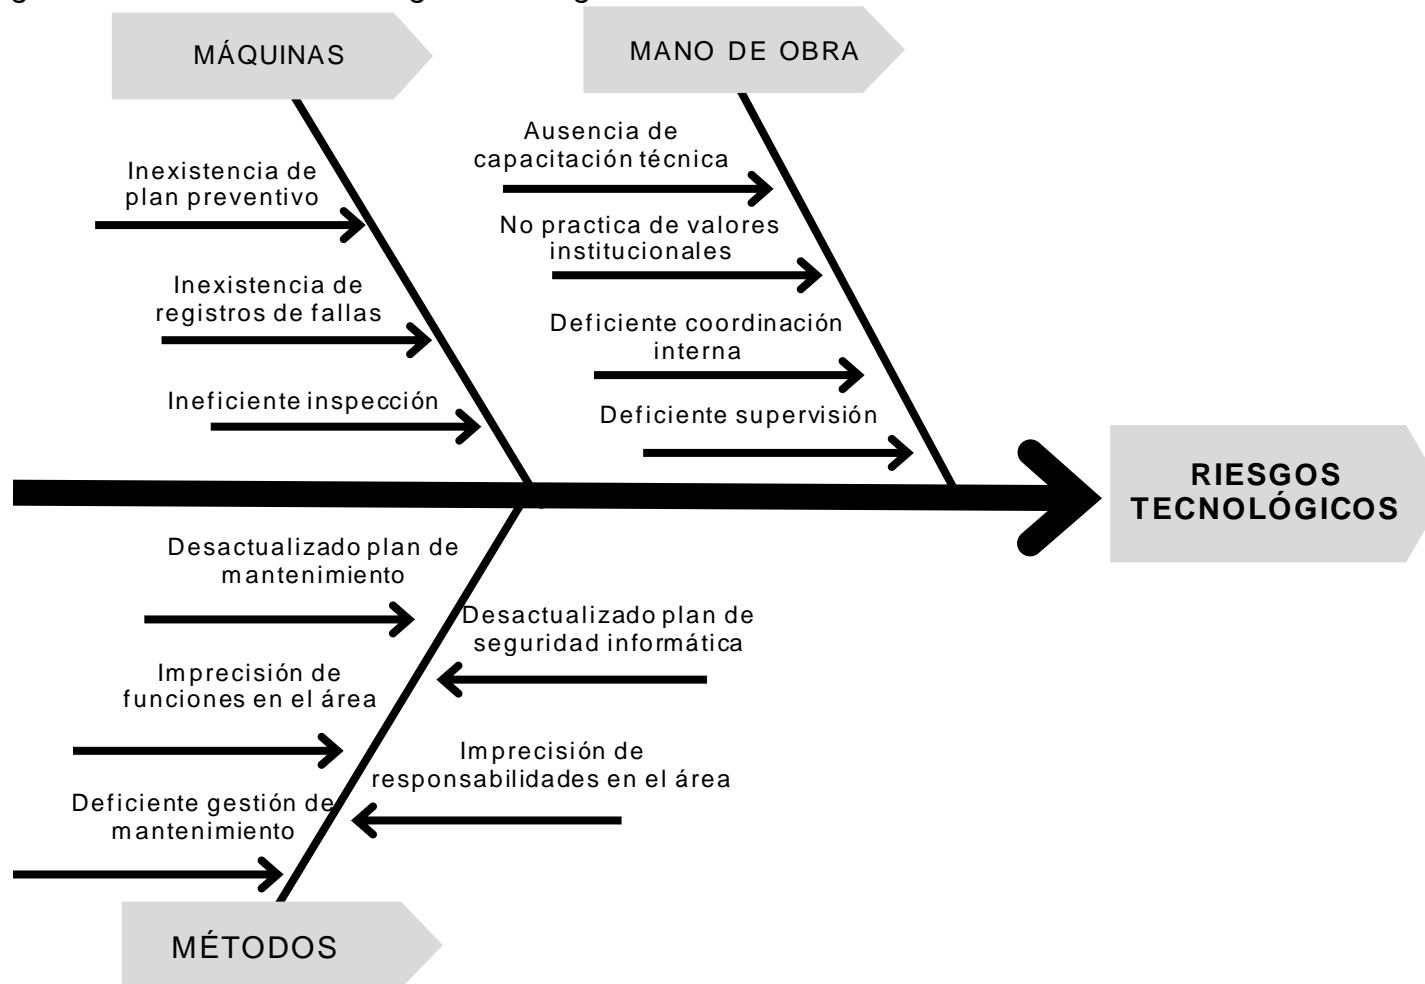 MÁQUINAS
MANO DE OBRA
Inexistencia de
plan preventivo
Inexistencia de
registros de fallas
Ineficiente inspección
Ausencia de
capacitación técnica
No practica de valores
institucionales
Deficiente coordinación
interna
Deficiente supervisión
RIESGOS
TECNOLÓGICOS
Desactualizado plan de
mantenimiento
Imprecisión de
funciones en el área
Deficiente gestión de
mantenimiento
Desactualizado plan de
seguridad informática
Imprecisión de
responsabilidades en el área
MÉTODOS